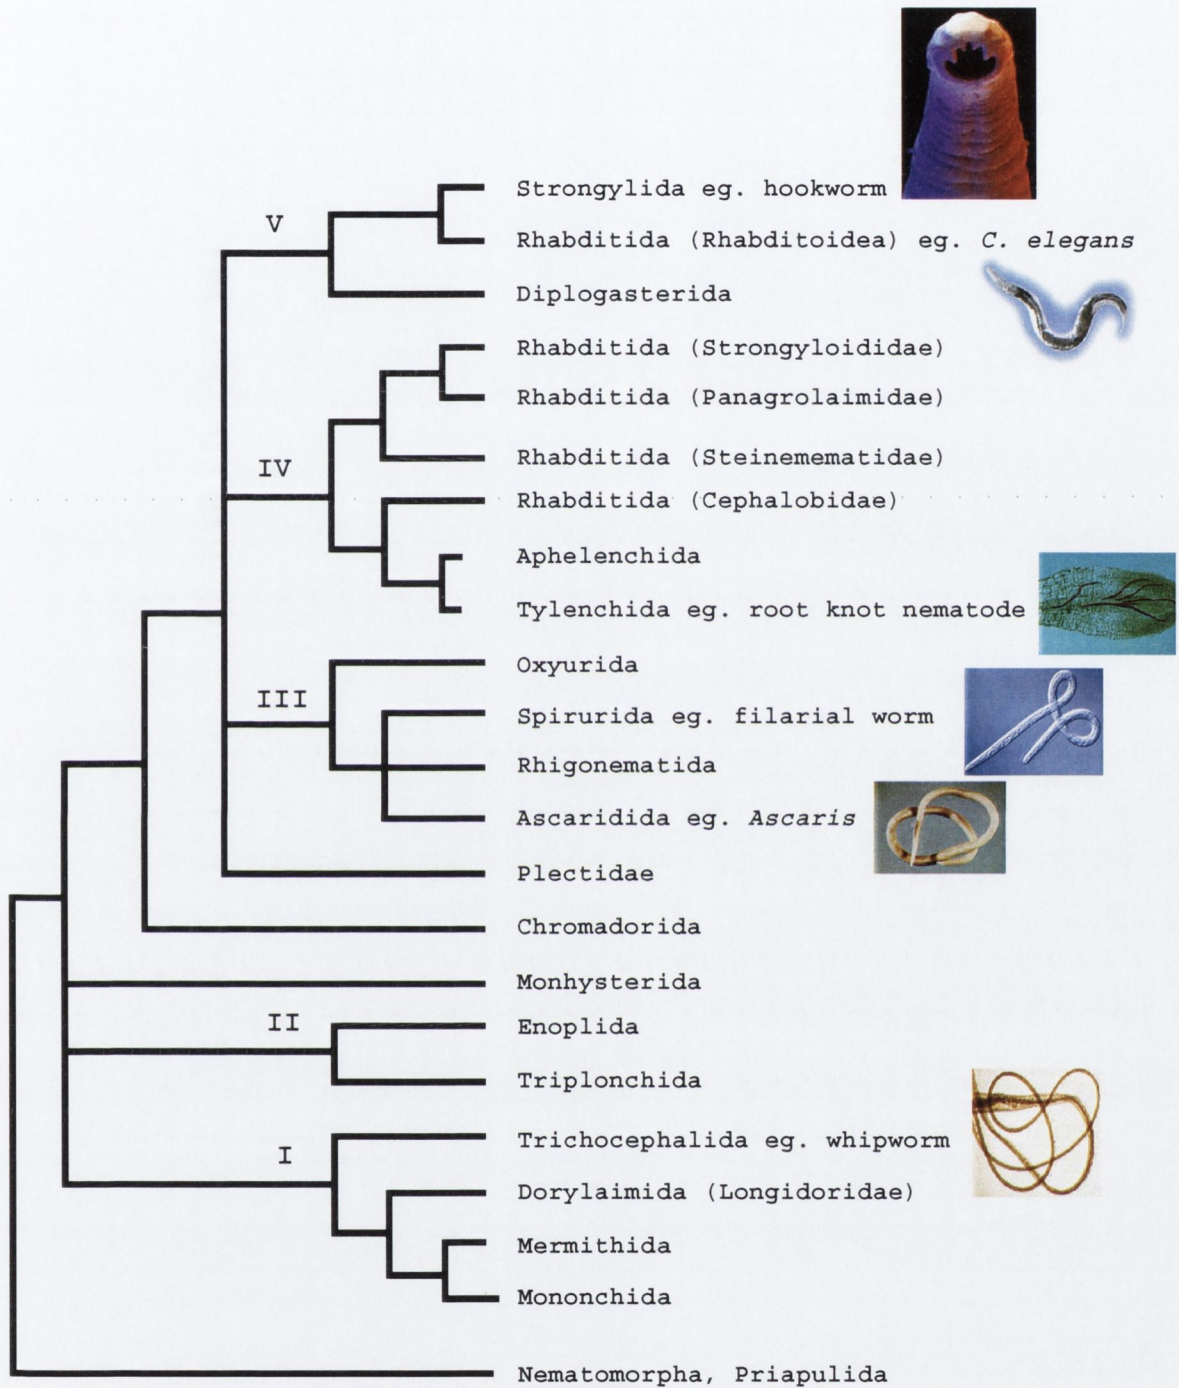 Strongylida eg. hookworm
V
Rhabditida (Rhabditoidea) eg. C. elegans
Diplogasterida
Rhabditida (Strongyloididae)
Rhabditida (Panagrolaimidae)
Rhabditida (Steinemematidae)
IV
Rhabditida (Cephalobidae)
Aphelenchida
Tylenchida eg. root knot nematode
Oxyurida
III
Spirurida eg. filarial worm
Rhigonematida
Ascaridida eg. Ascaris
Plectidae
Chromadorida
Monhysterida
II
Enoplida
Triplonchida
Trichocephalida eg. whipworm
I
Dorylaimida (Longidoridae)
Mermithida
Mononchida
Nematomorpha, Priapulida